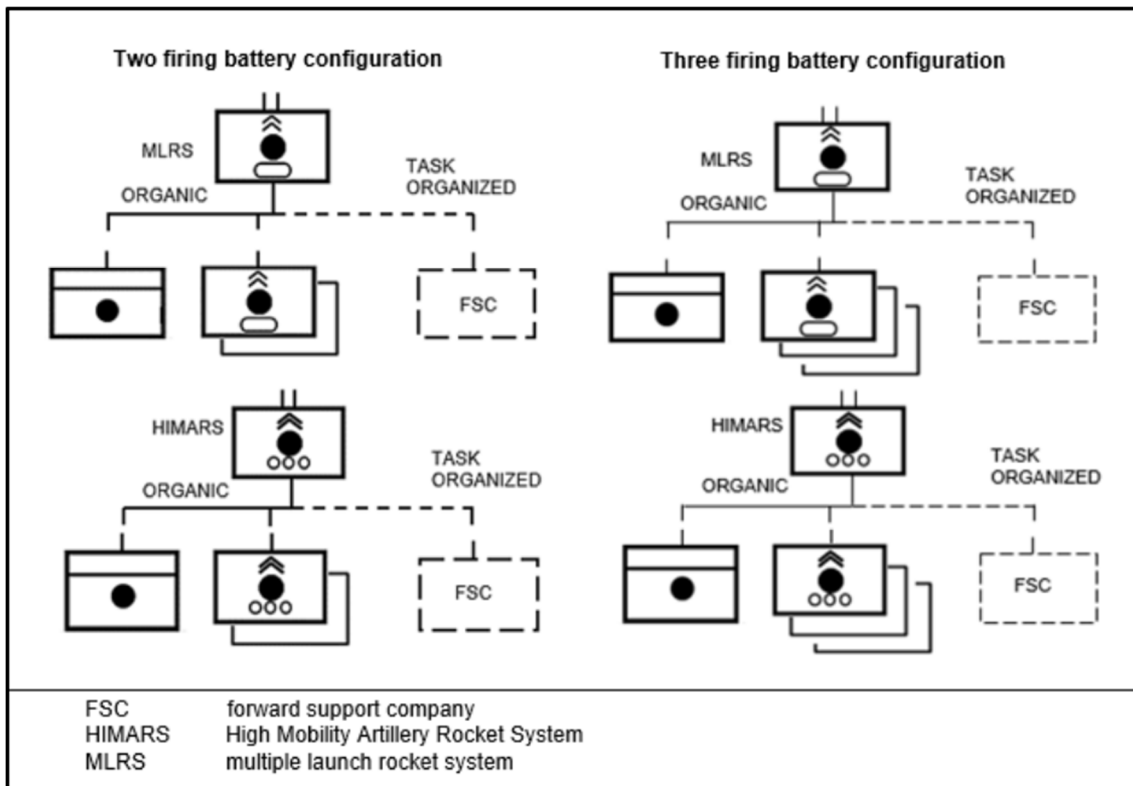 Two firing battery configuration
MLRS
TASK
ORGANIZED
ORGANIC
FSC
HIMARS
TASK
ORGANIZED
ORGANIC
FSC
Three firing battery configuration
MLRS
TASK
ORGANIZED
ORGANIC
FSC
HIMARS
TASK
ORGANIZED
ORGANIC
FSC
FSC forward support company
HIMARS High Mobility Artillery Rocket System
MLRS multiple launch rocket system